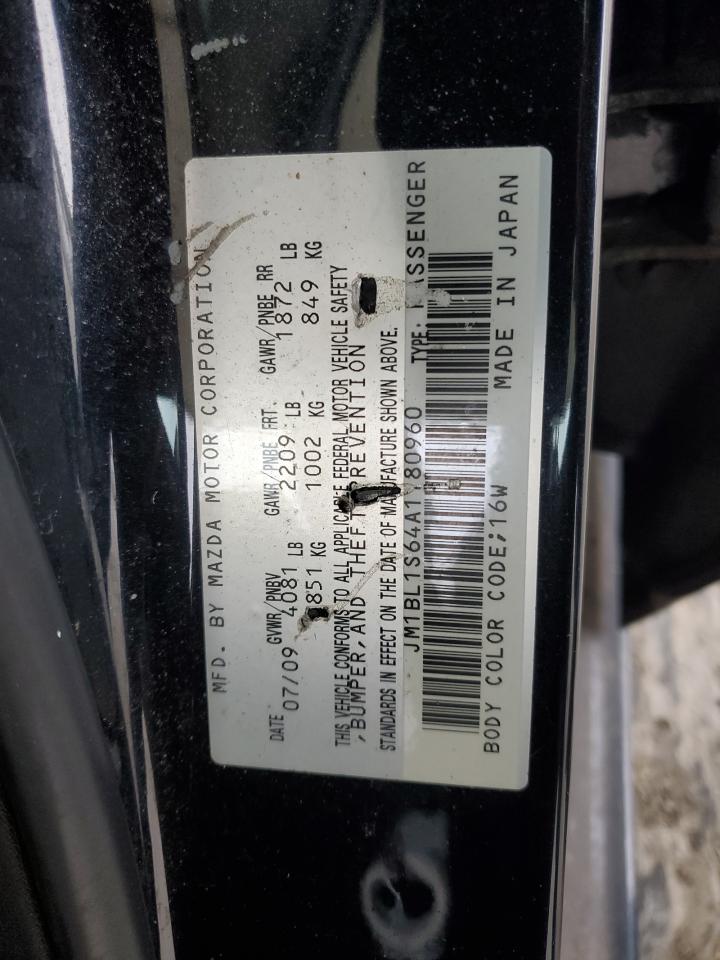 MFD. BY MAZDA MOTOR CORPORATION
DATE GVWR/PNBV GAWR/PNBE FRT. GAWR/PNBE RR
07/09 4081 LB 2209 LB 1872 LB
851 KG 1002 KG 849 KG
THIS VEHICLE CONFORMS TO ALL APPLICABLE FEDERAL MOTOR VEHICLE SAFETY
,BUMPER, AND THEFT PREVENTION
STANDARDS IN EFFECT ON THE DATE OF MANUFACTURE SHOWN ABOVE.
JM1BL1S64A1180960 TYPE: PASSENGER
BODY COLOR CODE;16W MADE IN JAPAN